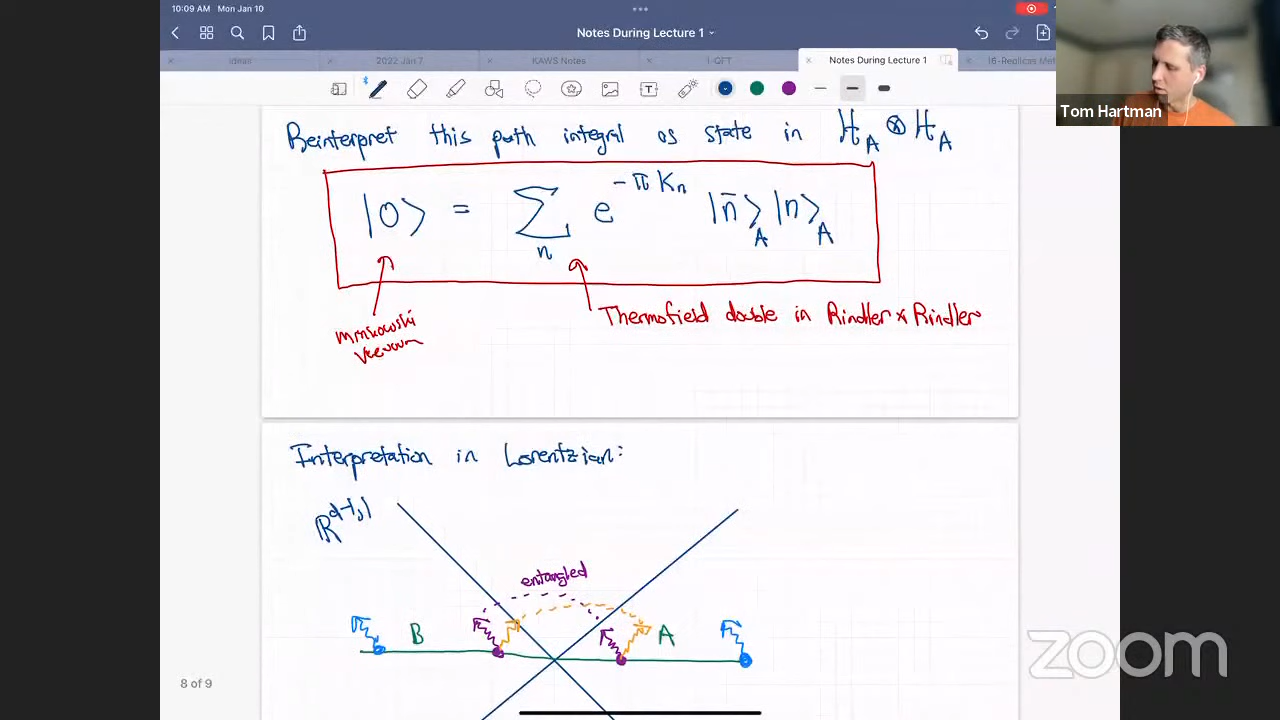 10:09 AM Mon Jan 10
Notes During Lecture 1
Ideas
2022 Jan 7
KAWS Notes
I-QFT
Notes During Lecture 1
16-Replicas Met
Tom Hartman
Reinterpret this path integral as state in H_A ⊗ H_A
|0⟩ = Σ_n e^{-πK_n} |n̄⟩_A |n⟩_A
Minkowski
Vacuum
Thermofield double in Rindler x Rindler
Interpretation in Lorentzian:
R^{d-1,1}
entangled
B
A
8 of 9
zoom